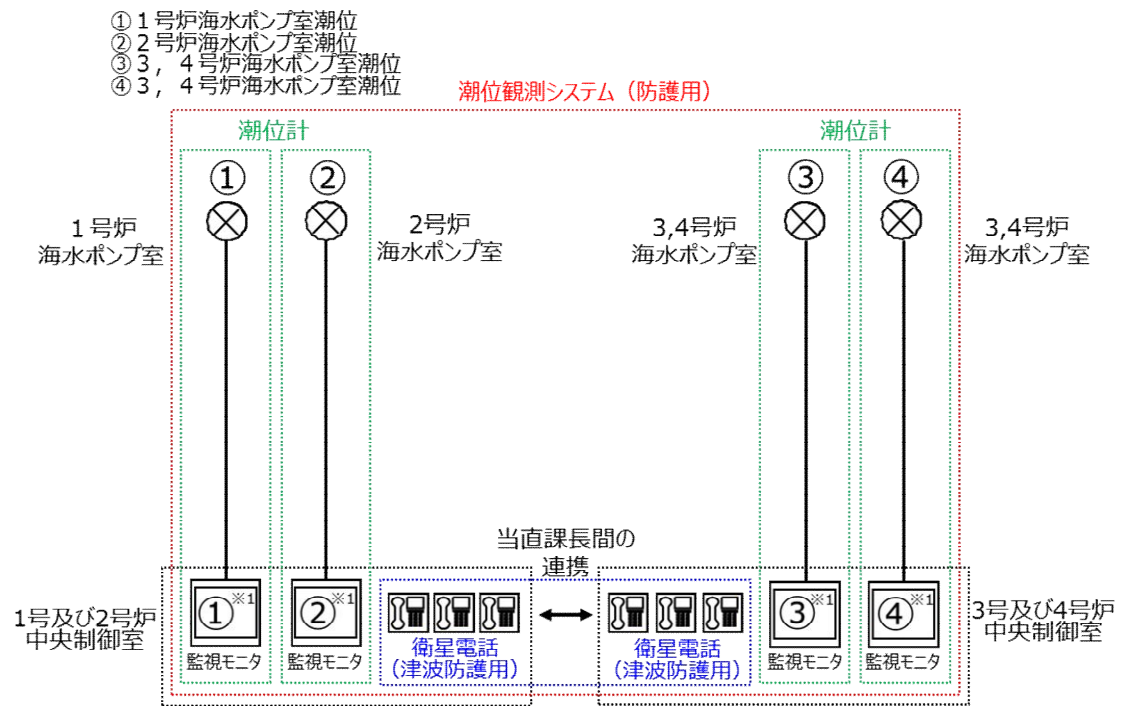 ①１号炉海水ポンプ室潮位
②２号炉海水ポンプ室潮位
③３，４号炉海水ポンプ室潮位
④３，４号炉海水ポンプ室潮位
潮位観測システム（防護用）
潮位計
潮位計
①
②
③
④
１号炉
海水ポンプ室
2号炉
海水ポンプ室
3,4号炉
海水ポンプ室
3,4号炉
海水ポンプ室
当直課長間の
連携
1号及び2号炉
中央制御室
①※1
監視モニタ
②※1
監視モニタ
衛星電話
（津波防護用）
衛星電話
（津波防護用）
③※1
監視モニタ
④※1
監視モニタ
3号及び4号炉
中央制御室